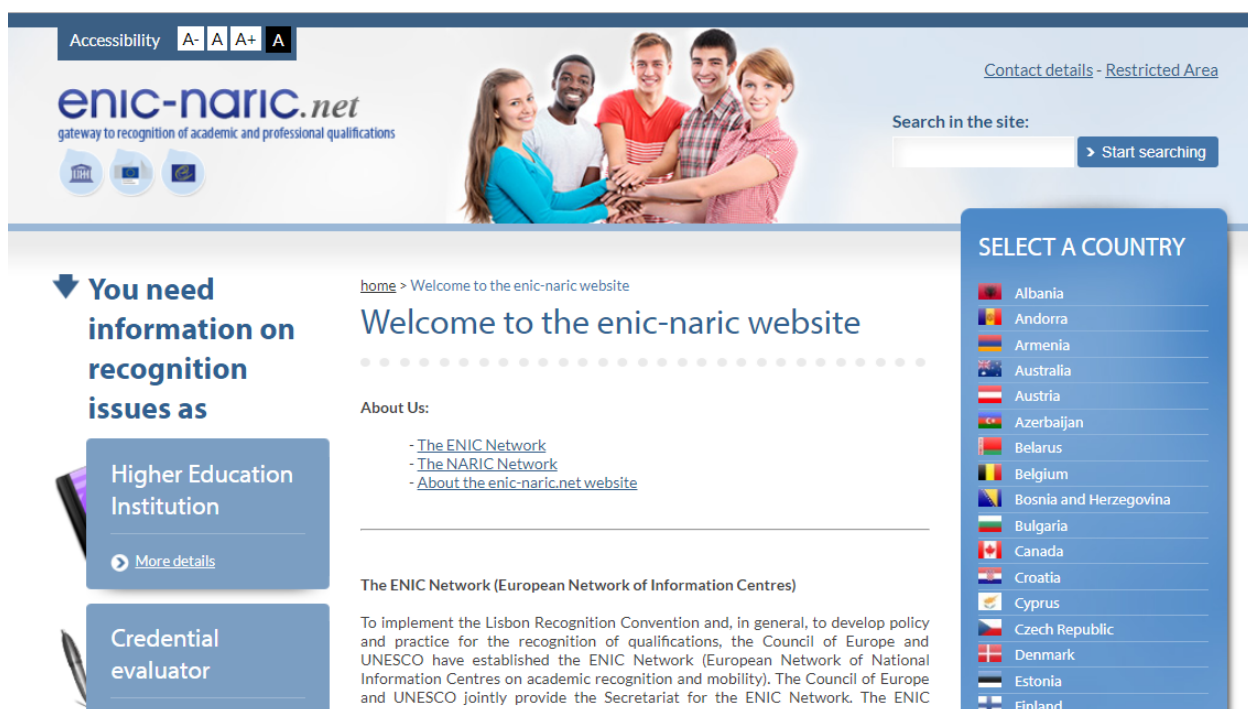 Accessibility A- A A+ A
enic-naric.net
gateway to recognition of academic and professional qualifications
Contact details - Restricted Area
Search in the site:
Start searching
You need
information on
recognition
issues as
Higher Education
Institution
More details
Credential
evaluator
home > Welcome to the enic-naric website
Welcome to the enic-naric website
About Us:
- The ENIC Network
- The NARIC Network
- About the enic-naric.net website
The ENIC Network (European Network of Information Centres)
To implement the Lisbon Recognition Convention and, in general, to develop policy
and practice for the recognition of qualifications, the Council of Europe and
UNESCO have established the ENIC Network (European Network of National
Information Centres on academic recognition and mobility). The Council of Europe
and UNESCO jointly provide the Secretariat for the ENIC Network. The ENIC
SELECT A COUNTRY
Albania
Andorra
Armenia
Australia
Austria
Azerbaijan
Belarus
Belgium
Bosnia and Herzegovina
Bulgaria
Canada
Croatia
Cyprus
Czech Republic
Denmark
Estonia
Finland